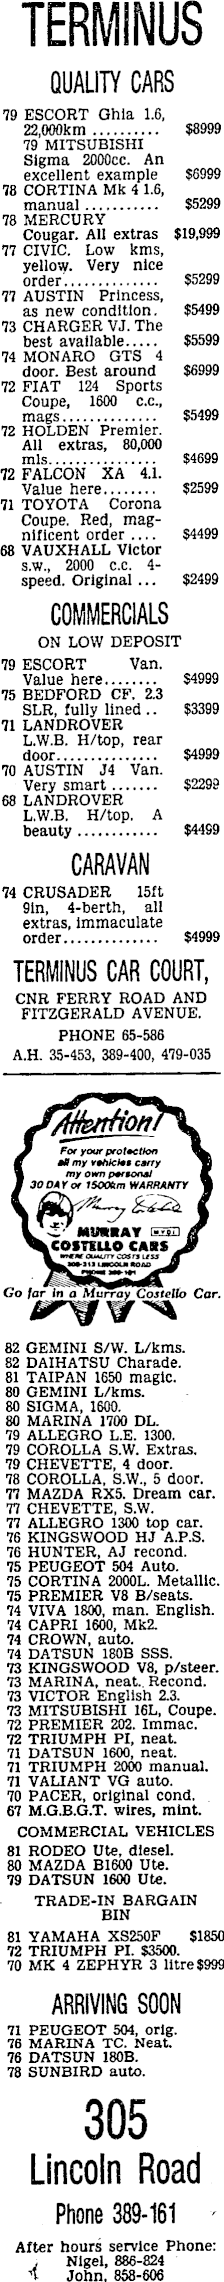 TERMINUS
QUALITY CARS
79 ESCORT Ghia 1.6,
22,000km .......... $8999
79 MITSUBISHI
Sigma 2000cc. An
excellent example $6999
78 CORTINA Mk 4 1.6,
manual ........... $5299
78 MERCURY
Cougar. All extras $19,999
77 CIVIC. Low kms,
yellow. Very nice
order.............. $5299
77 AUSTIN Princess,
as new condition. $5499
73 CHARGER VJ. The
best available..... $5599
74 MONARO GTS 4
door. Best around $6999
72 FIAT 124 Sports
Coupe, 1600 c.c.,
mags.............. $5499
72 HOLDEN Premier.
All extras, 80,000
mls................ $4699
72 FALCON XA 4.1.
Value here........ $2599
71 TOYOTA Corona
Coupe. Red, mag-
nificent order .... $4499
68 VAUXHALL Victor
s.w., 2000 c.c. 4-
speed. Original ... $2499
COMMERCIALS
ON LOW DEPOSIT
79 ESCORT Van.
Value here........ $4999
75 BEDFORD CF. 2.3
SLR, fully lined .. $3399
71 LANDROVER
L.W.B. H/top, rear
door............... $4999
70 AUSTIN J4 Van.
Very smart ....... $2299
68 LANDROVER
L.W.B. H/top. A
beauty ............ $4499
CARAVAN
74 CRUSADER 15ft
9in, 4-berth, all
extras, immaculate
order.............. $4999
TERMINUS CAR COURT,
CNR FERRY ROAD AND
FITZGERALD AVENUE.
PHONE 65-586
A.H. 35-453, 389-400, 479-035
Attention!
For your protection
all my vehicles carry
my own personal
30 DAY or 1500km WARRANTY
MURRAY M.V.D.I.
COSTELLO CARS
WHERE QUALITY COSTS LESS
305-313 LINCOLN ROAD
PHONE 389-161
Go far in a Murray Costello Car.
82 GEMINI S/W. L/kms.
82 DAIHATSU Charade.
81 TAIPAN 1650 magic.
80 GEMINI L/kms.
80 SIGMA, 1600.
80 MARINA 1700 DL.
79 ALLEGRO L.E. 1300.
79 COROLLA S.W. Extras.
79 CHEVETTE, 4 door.
78 COROLLA, S.W., 5 door.
77 MAZDA RX5. Dream car.
77 CHEVETTE, S.W.
77 ALLEGRO 1300 top car.
76 KINGSWOOD HJ A.P.S.
76 HUNTER, AJ recond.
75 PEUGEOT 504 Auto.
75 CORTINA 2000L. Metallic.
75 PREMIER V8 B/seats.
74 VIVA 1800, man. English.
74 CAPRI 1600, Mk2.
74 CROWN, auto.
74 DATSUN 180B SSS.
73 KINGSWOOD V8, p/steer.
73 MARINA, neat. Recond.
73 VICTOR English 2.3.
73 MITSUBISHI 16L, Coupe.
72 PREMIER 202. Immac.
72 TRIUMPH PI, neat.
71 DATSUN 1600, neat.
71 TRIUMPH 2000 manual.
71 VALIANT VG auto.
70 PACER, original cond.
67 M.G.B.G.T. wires, mint.
COMMERCIAL VEHICLES
81 RODEO Ute, diesel.
80 MAZDA B1600 Ute.
79 DATSUN 1600 Ute.
TRADE-IN BARGAIN
BIN
81 YAMAHA XS250F $1850
72 TRIUMPH PI. $3500.
70 MK 4 ZEPHYR 3 litre $999
ARRIVING SOON
71 PEUGEOT 504, orig.
76 MARINA TC. Neat.
76 DATSUN 180B.
78 SUNBIRD auto.
305
Lincoln Road
Phone 389-161
After hours service Phone:
Nigel, 886-824
John, 858-606